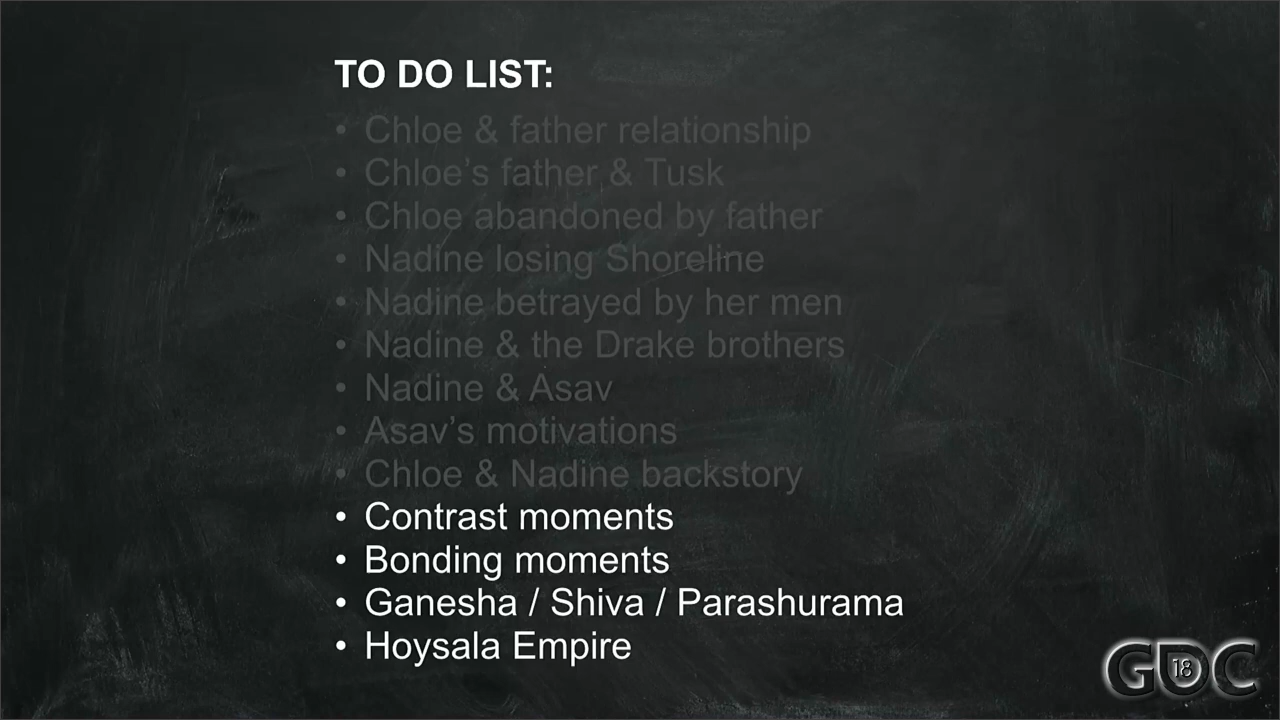 TO DO LIST:
• Chloe & father relationship
• Chloe’s father & Tusk
• Chloe abandoned by father
• Nadine losing Shoreline
• Nadine betrayed by her men
• Nadine & the Drake brothers
• Nadine & Asav
• Asav’s motivations
• Chloe & Nadine backstory
• Contrast moments
• Bonding moments
• Ganesha / Shiva / Parashurama
• Hoysala Empire
GDC 18